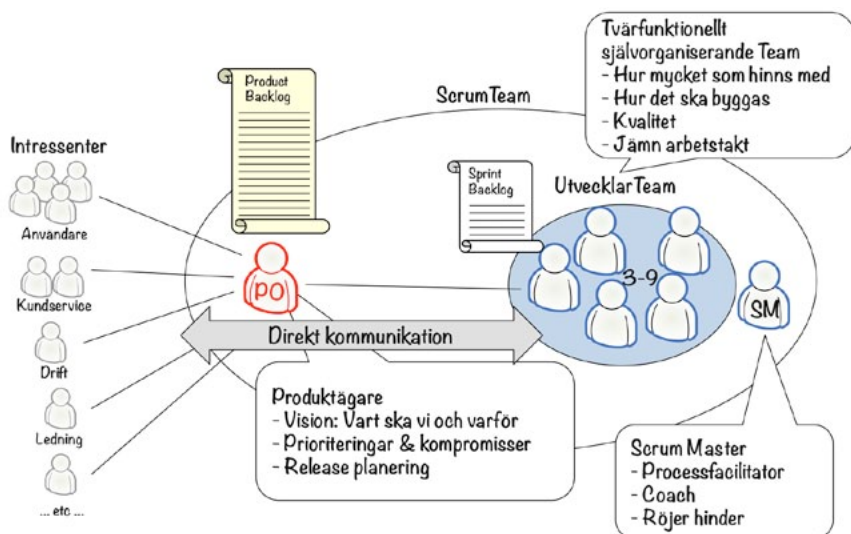 Product
Backlog
ScrumTeam
Tvärfunktionellt
självorganiserande Team
- Hur mycket som hinns med
- Hur det ska byggas
- Kvalitet
- Jämn arbetstakt
Intressenter
Användare
Kundservice
Drift
Ledning
... etc ...
Sprint
Backlog
UtvecklarTeam
PO
3-9
SM
Direkt kommunikation
Produktägare
- Vision: Vart ska vi och varför
- Prioriteringar & kompromisser
- Release planering
Scrum Master
- Processfacilitator
- Coach
- Röjer hinder